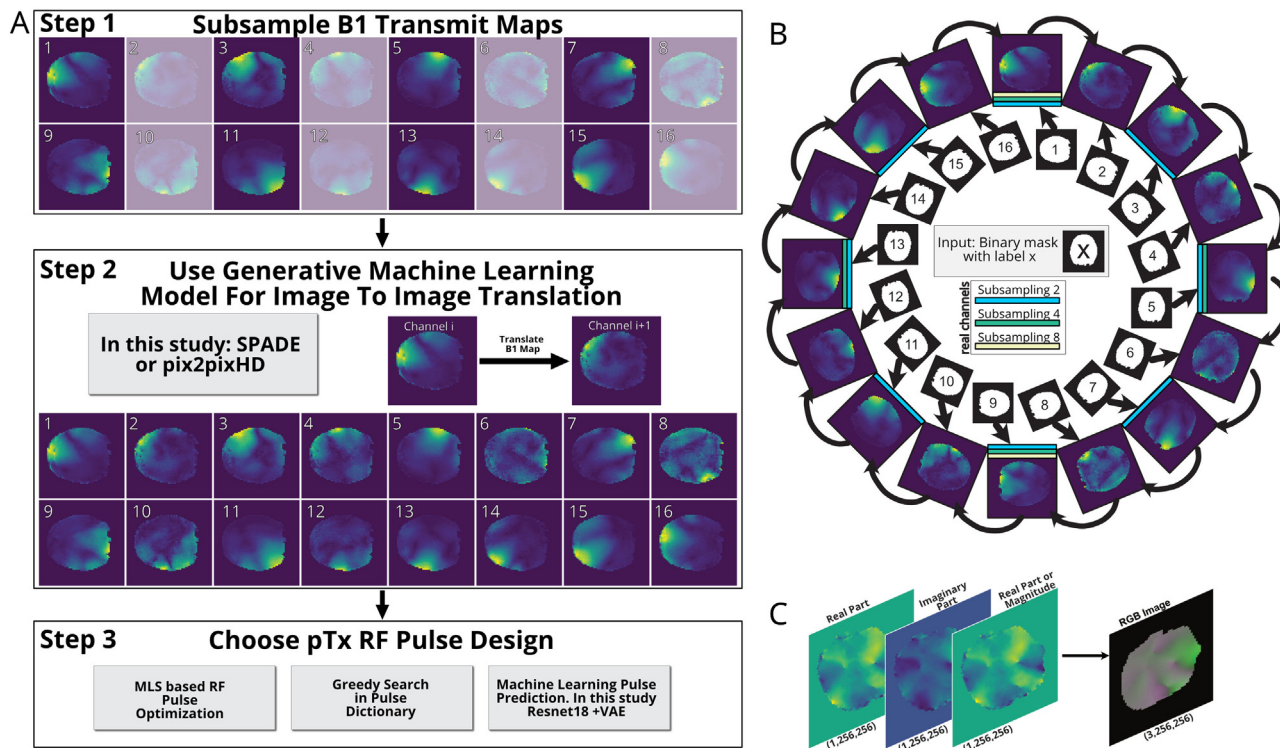 A
Step 1
Subsample B1 Transmit Maps
1 2 3 4 5 6 7 8
9 10 11 12 13 14 15 16
Step 2
Use Generative Machine Learning
Model For Image To Image Translation
In this study: SPADE
or pix2pixHD
Channel i
Translate
B1 Map
Channel i+1
1 2 3 4 5 6 7 8
9 10 11 12 13 14 15 16
Step 3
Choose pTx RF Pulse Design
MLS based RF
Pulse
Optimization
Greedy Search
in Pulse
Dictionary
Machine Learning Pulse
Prediction. In this study
Resnet18 +VAE
B
1
2
3
4
5
6
7
8
9
10
11
12
13
14
15
16
Input: Binary mask
with label x
X
real channels
Subsampling 2
Subsampling 4
Subsampling 8
C
Real Part
Imaginary
Part
Real Part or
Magnitude
RGB Image
(1,256,256)
(1,256,256)
(1,256,256)
(3,256,256)